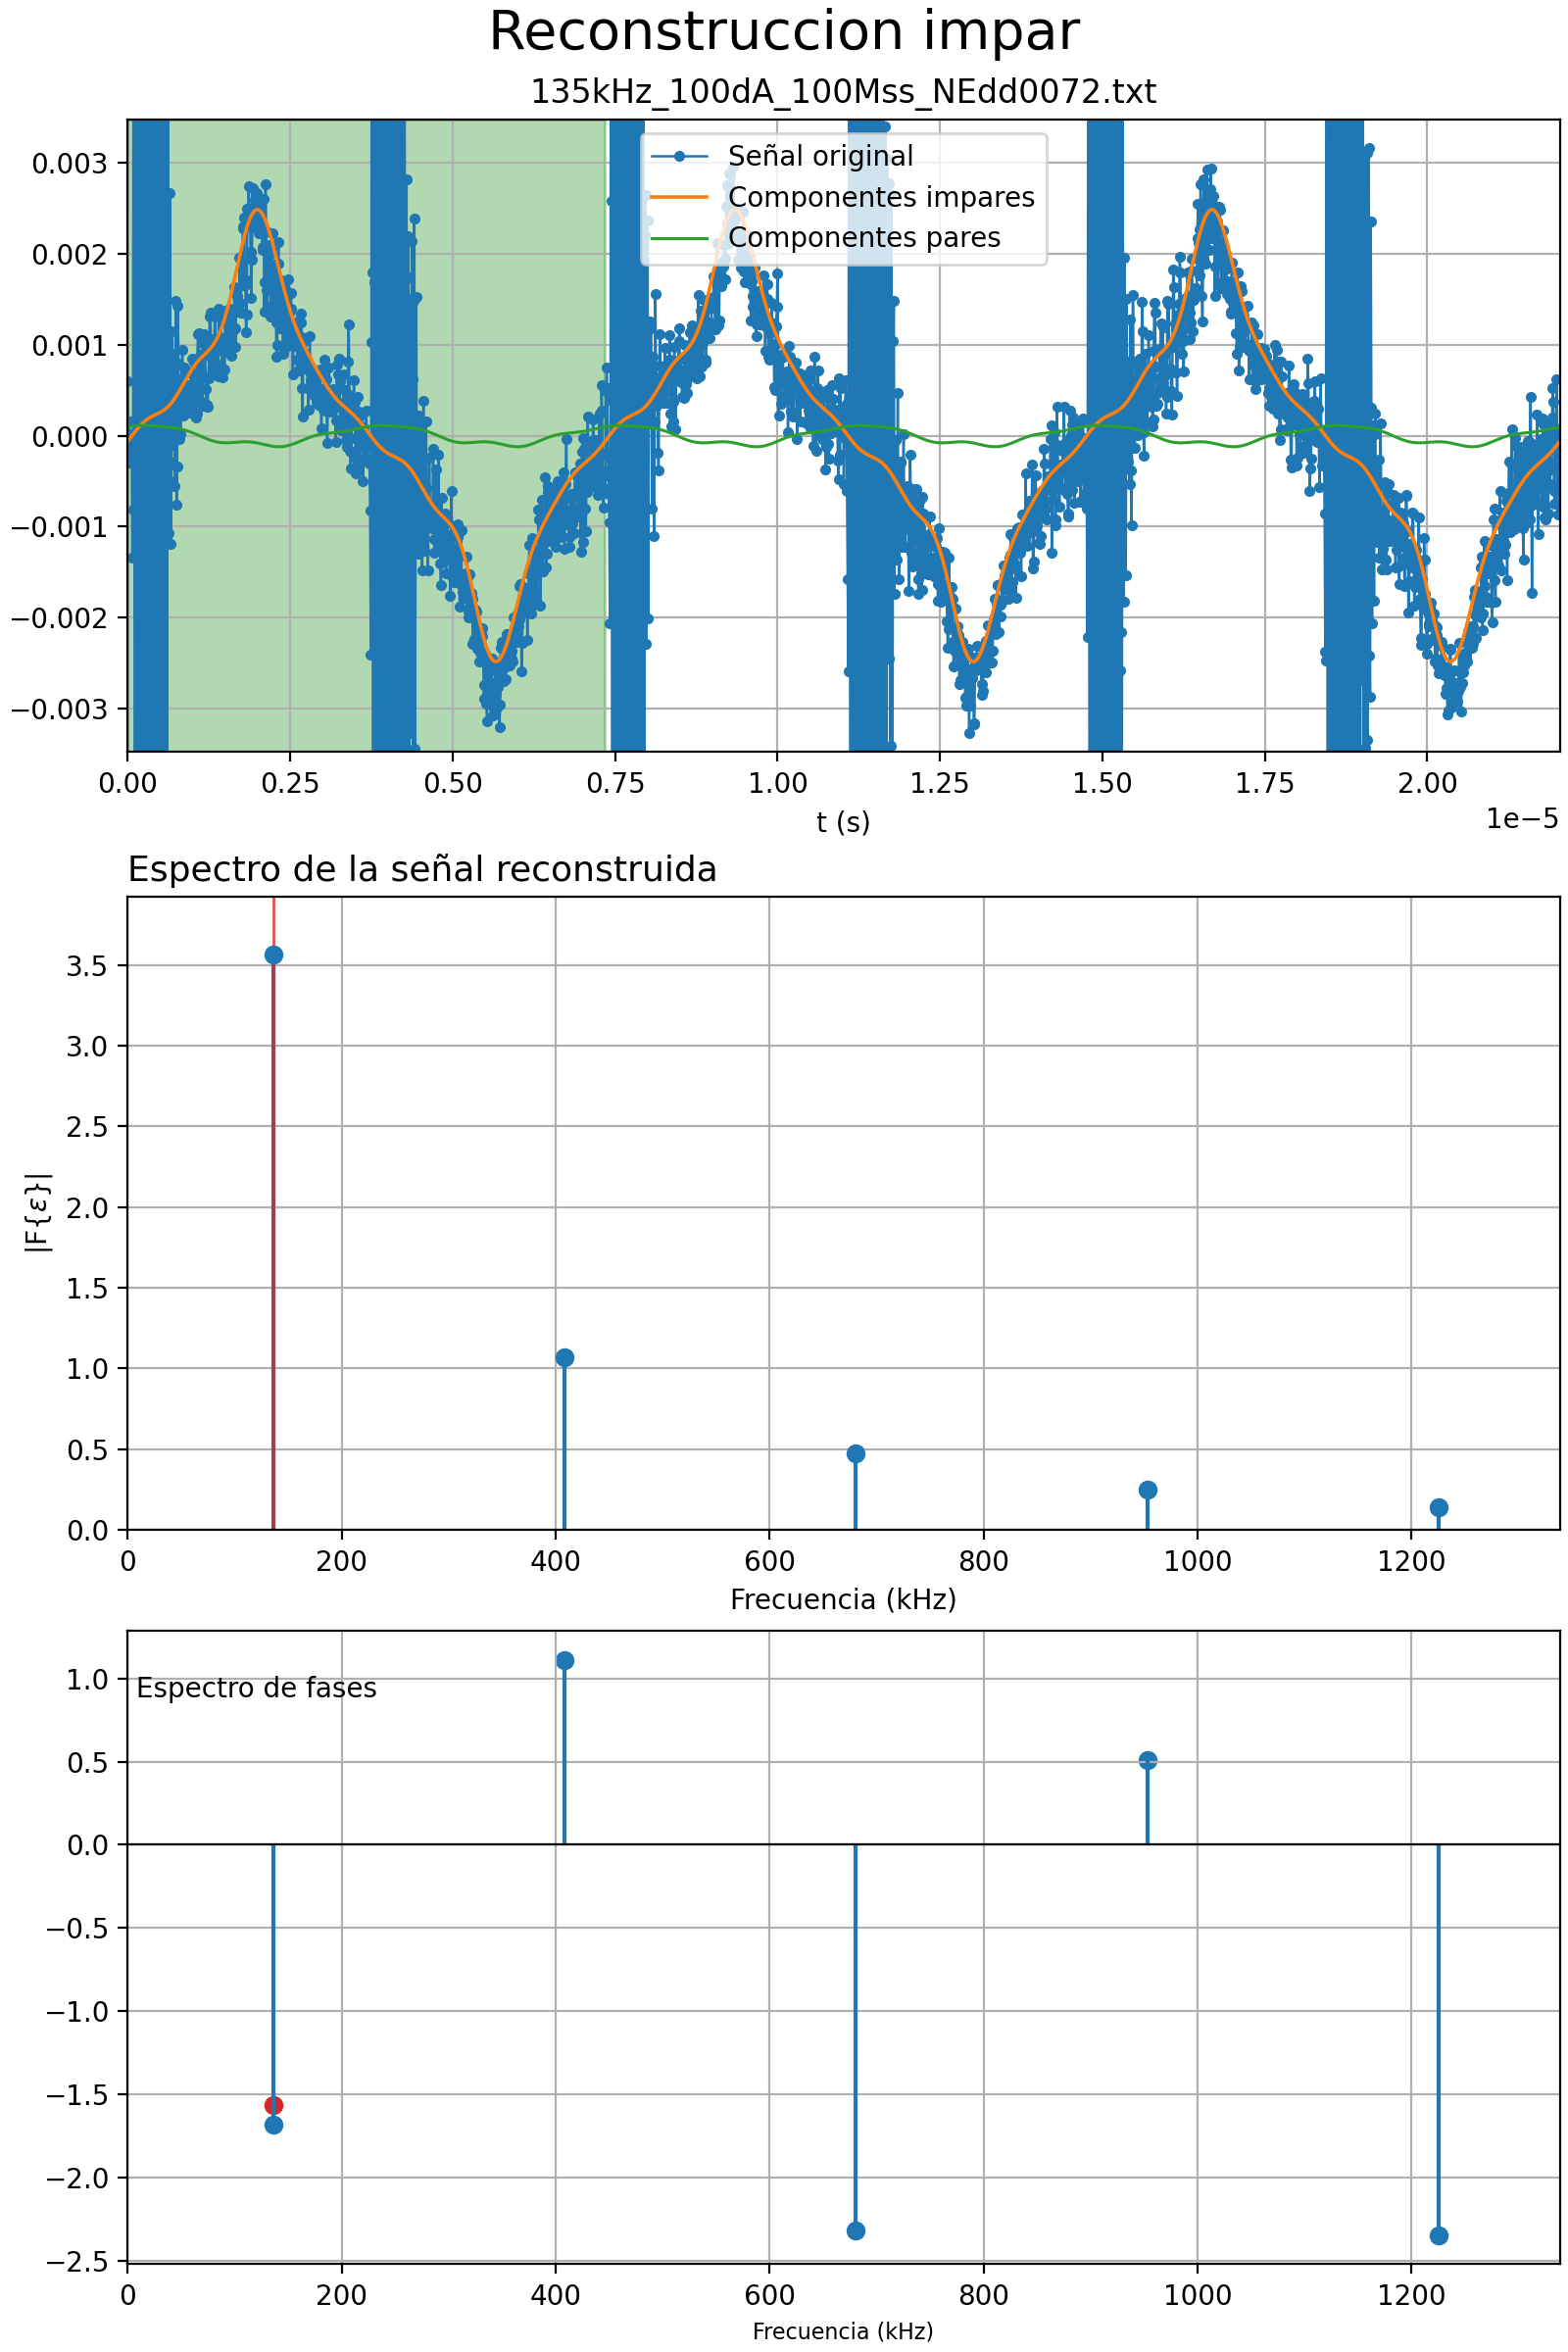 Reconstruccion impar
135kHz_100dA_100Mss_NEdd0072.txt
Señal original
Componentes impares
Componentes pares
0.003
0.002
0.001
0.000
−0.001
−0.002
−0.003
0.00 0.25 0.50 0.75 1.00 1.25 1.50 1.75 2.00
1e−5
t (s)
Espectro de la señal reconstruida
3.5
3.0
2.5
2.0
1.5
1.0
0.5
0.0
|F{ε}|
0 200 400 600 800 1000 1200
Frecuencia (kHz)
Espectro de fases
1.0
0.5
0.0
−0.5
−1.0
−1.5
−2.0
−2.5
0 200 400 600 800 1000 1200
Frecuencia (kHz)